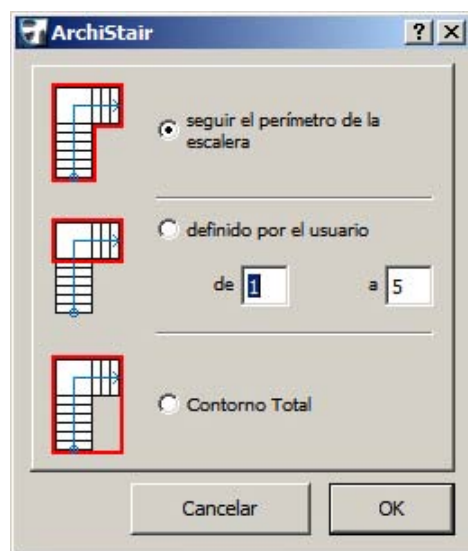 ArchiStair
seguir el perímetro de la
escalera
definido por el usuario
de 1 a 5
Contorno Total
Cancelar OK